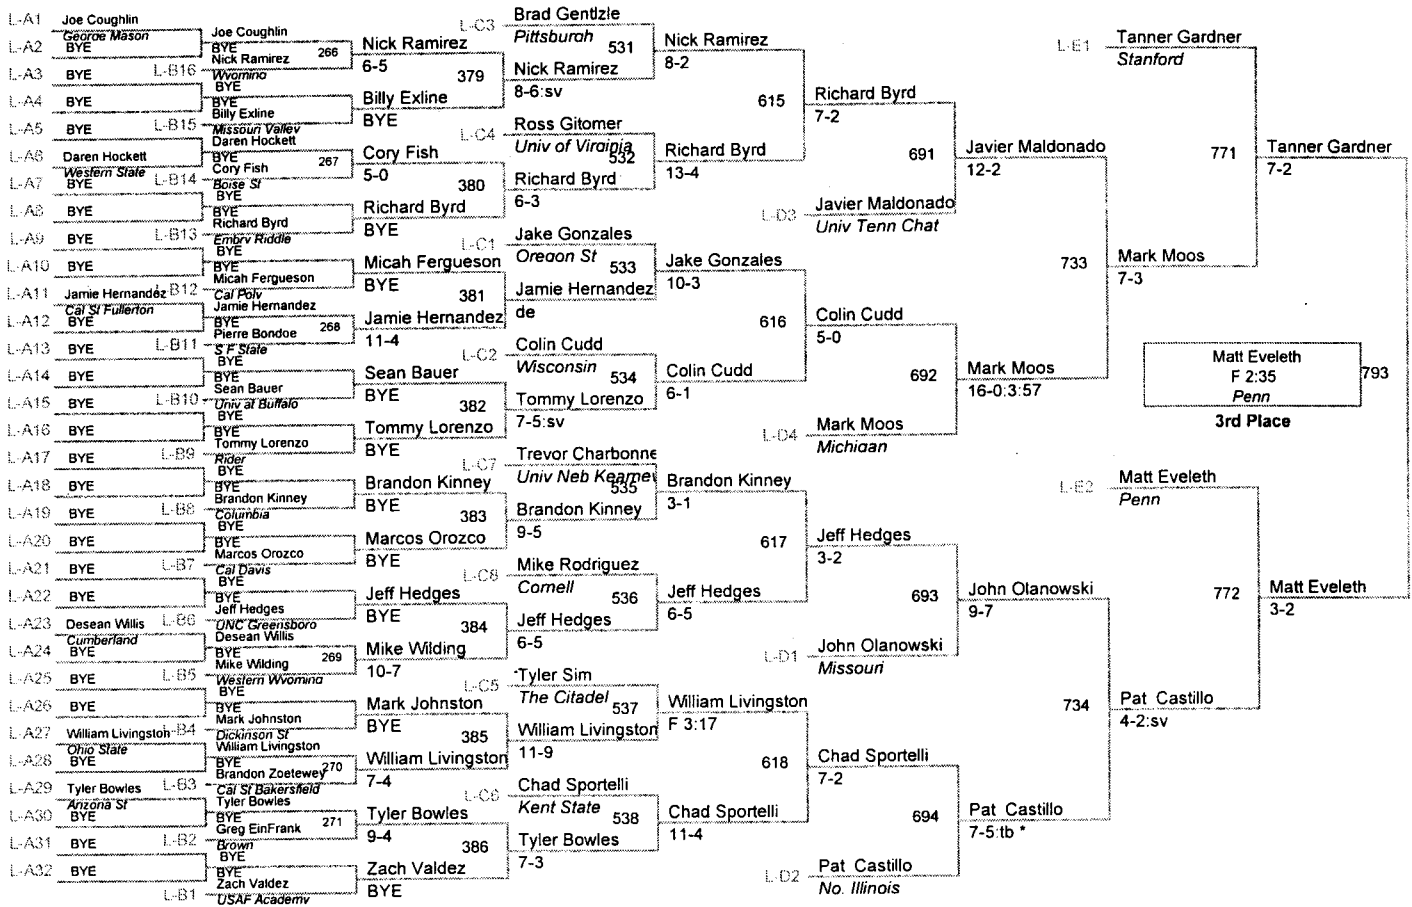 L-A1 Joe Coughlin
George Mason
L-A2 BYE
L-A3 BYE
L-A4 BYE
L-A5 BYE
L-A6 Daren Hockett
Western State
L-A7 BYE
L-A8 BYE
L-A9 BYE
L-A10 BYE
L-A11 Jamie Hernandez
Cal St Fullerton
L-A12 BYE
L-A13 BYE
L-A14 BYE
L-A15 BYE
L-A16 BYE
L-A17 BYE
L-A18 BYE
L-A19 BYE
L-A20 BYE
L-A21 BYE
L-A22 BYE
L-A23 Desean Willis
Cumberland
L-A24 BYE
L-A25 BYE
L-A26 BYE
L-A27 William Livingston
Ohio State
L-A28 BYE
L-A29 Tyler Bowles
Arizona St
L-A30 BYE
L-A31 BYE
L-A32 BYE
Joe Coughlin
BYE
266
L-B16 Nick Ramirez
Wyoming
BYE
BYE
L-B15 Billy Exline
Missouri Valley
Daren Hockett
BYE
267
L-B14 Cory Fish
Boise St
BYE
BYE
L-B13 Richard Byrd
Embry Riddle
BYE
BYE
L-B12 Micah Fergueson
Cal Poly
Jamie Hernandez
BYE
268
L-B11 Pierre Bondoe
S F State
BYE
BYE
L-B10 Sean Bauer
Univ at Buffalo
BYE
BYE
L-B9 Tommy Lorenzo
Rider
BYE
BYE
L-B8 Brandon Kinney
Columbia
BYE
BYE
L-B7 Marcos Orozco
Cal Davis
BYE
BYE
L-B6 Jeff Hedges
UNC Greensboro
Desean Willis
BYE
269
L-B5 Mike Wilding
Western Wyoming
BYE
BYE
L-B4 Mark Johnston
Dickinson St
William Livingston
BYE
270
L-B3 Brandon Zoetewey
Cal St Bakersfield
Tyler Bowles
BYE
271
L-B2 Greg EinFrank
Brown
BYE
BYE
L-B1 Zach Valdez
USAF Academy
Nick Ramirez
6-5
379
Billy Exline
BYE
Cory Fish
5-0
380
Richard Byrd
BYE
Micah Fergueson
BYE
381
Jamie Hernandez
11-4
Sean Bauer
BYE
382
Tommy Lorenzo
BYE
Brandon Kinney
BYE
383
Marcos Orozco
BYE
Jeff Hedges
BYE
384
Mike Wilding
10-7
Mark Johnston
BYE
385
William Livingston
7-4
Tyler Bowles
9-4
386
Zach Valdez
BYE
L-C3 Brad Gentizle
Pittsburgh
531
Nick Ramirez
8-6:sv
L-C4 Ross Gitomer
Univ of Virginia
532
Richard Byrd
6-3
L-C1 Jake Gonzales
Oregon St
533
Jamie Hernandez
de
L-C2 Colin Cudd
Wisconsin
534
Tommy Lorenzo
7-5:sv
L-C7 Trevor Charbonne
Univ Neb Kearney
535
Brandon Kinney
9-5
L-C8 Mike Rodriguez
Cornell
536
Jeff Hedges
6-5
L-C5 Tyler Sim
The Citadel
537
William Livingston
11-9
L-C6 Chad Sportelli
Kent State
538
Tyler Bowles
7-3
Nick Ramirez
8-2
615
Richard Byrd
13-4
Jake Gonzales
10-3
616
Colin Cudd
6-1
Brandon Kinney
3-1
617
Jeff Hedges
6-5
William Livingston
F 3:17
618
Chad Sportelli
11-4
Richard Byrd
7-2
691
L-D3 Javier Maldonado
Univ Tenn Chat
Colin Cudd
5-0
692
L-D4 Mark Moos
Michigan
Jeff Hedges
3-2
693
L-D1 John Olanowski
Missouri
Chad Sportelli
7-2
694
L-D2 Pat Castillo
No. Illinois
Javier Maldonado
12-2
733
Mark Moos
16-0:3:57
John Olanowski
9-7
734
Pat Castillo
7-5:tb *
L-E1 Tanner Gardner
Stanford
771
Mark Moos
7-3
L-E2 Matt Eveleth
Penn
772
Pat Castillo
4-2:sv
Tanner Gardner
7-2
Matt Eveleth
3-2
793
Matt Eveleth
F 2:35
Penn
3rd Place